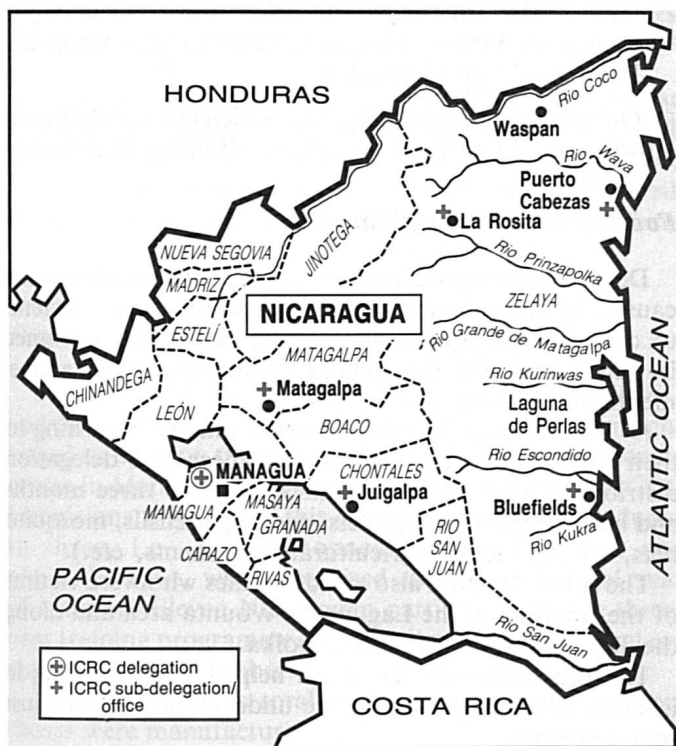 HONDURAS
Rio Coco
Waspan
Rio Wava
Puerto
Cabezas
La Rosita
JINOTEGA
NUEVA SEGOVIA
MADRIZ
Rio Prinzapolka
ZELAYA
NICARAGUA
ESTELÍ
Rio Grande de Matagalpa
MATAGALPA
CHINANDEGA
Rio Kurinwas
Matagalpa
LEÓN
Laguna
de Perlas
BOACO
ATLANTIC OCEAN
Rio Escondido
MANAGUA
CHONTALES
MASAYA
Juigalpa
Bluefields
MANAGUA
GRANADA
Rio Kukra
CARAZO
RIO
SAN
JUAN
RIVAS
PACIFIC
OCEAN
Rio San Juan
ICRC delegation
ICRC sub-delegation/
office
COSTA RICA